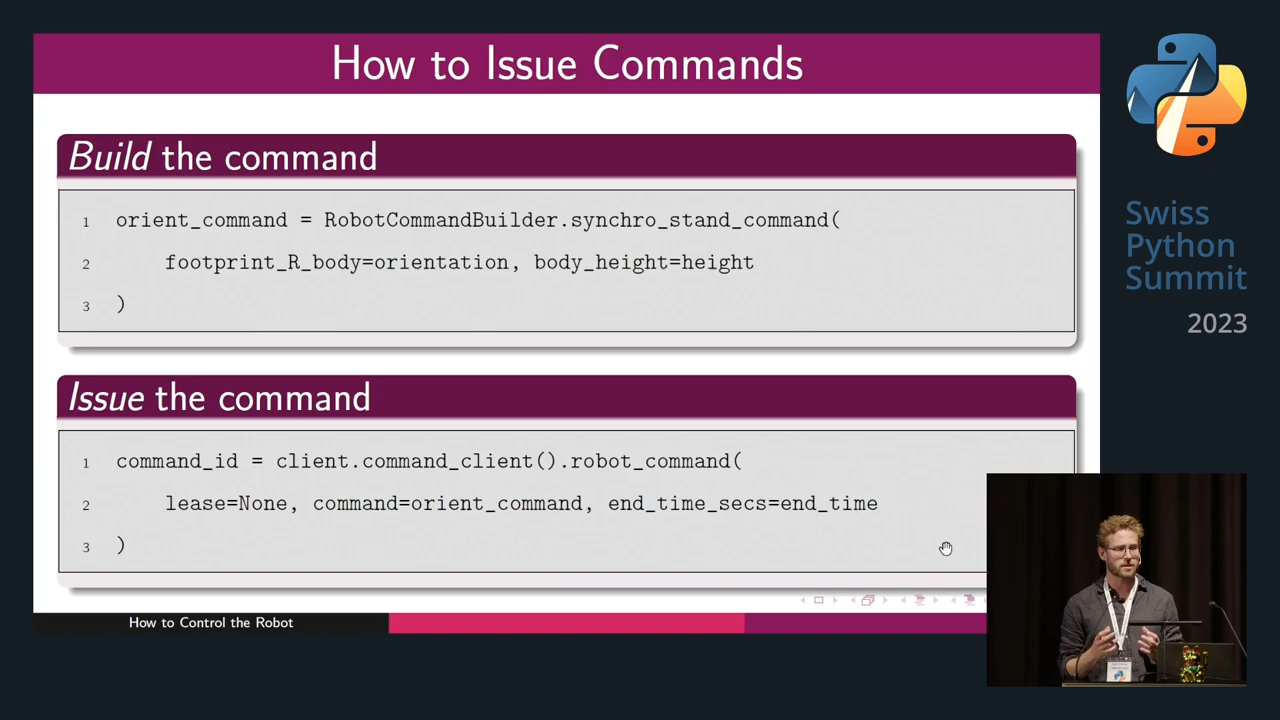 How to Issue Commands
Build the command
1 orient_command = RobotCommandBuilder.synchro_stand_command(
2 footprint_R_body=orientation, body_height=height
3 )
Issue the command
1 command_id = client.command_client().robot_command(
2 lease=None, command=orient_command, end_time_secs=end_time
3 )
How to Control the Robot
Swiss
Python
Summit
2023